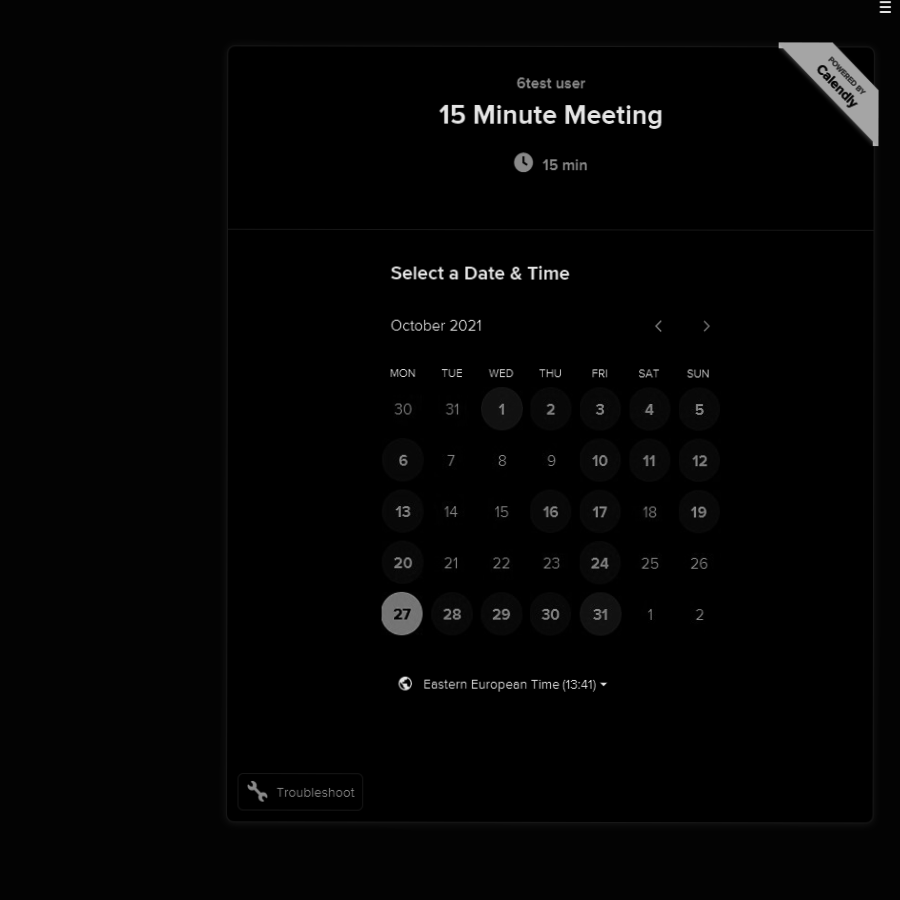 POWERED BY
Calendly
6test user
15 Minute Meeting
15 min
Select a Date & Time
October 2021
MON TUE WED THU FRI SAT SUN
30 31 1 2 3 4 5
6 7 8 9 10 11 12
13 14 15 16 17 18 19
20 21 22 23 24 25 26
27 28 29 30 31 1 2
Eastern European Time (13:41)
Troubleshoot